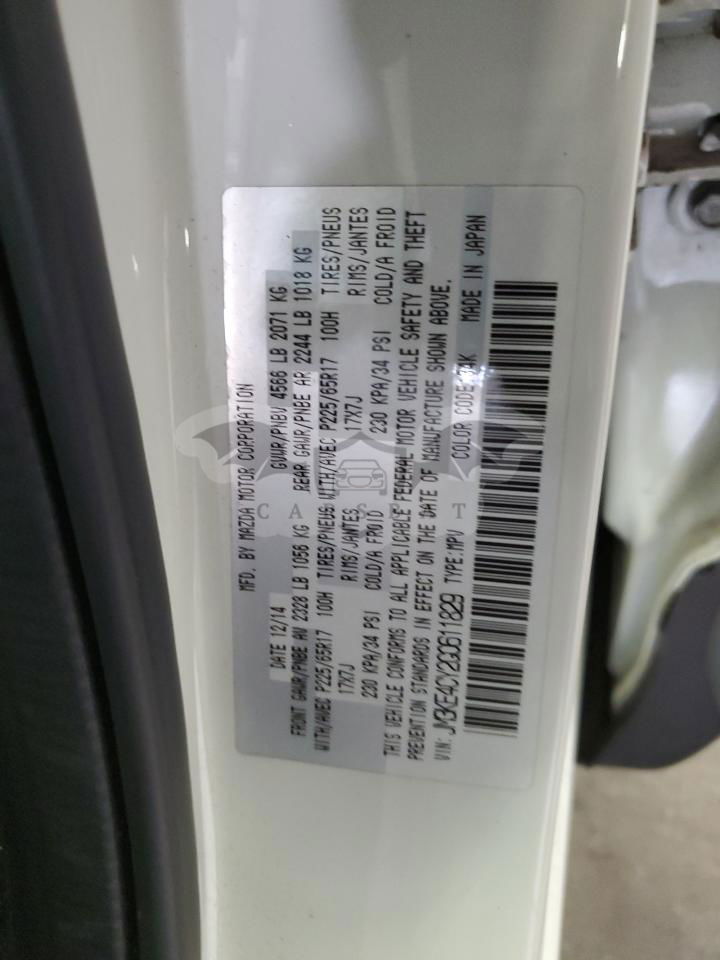 MFD. BY MAZDA MOTOR CORPORATION
DATE 12/14 GVWR/PNBV 4566 LB 2071 KG
FRONT GAWR/PNBE AV 2328 LB 1056 KG REAR GAWR/PNBE AR 2244 LB 1018 KG
WITH/AVEC P225/65R17 100H TIRES/PNEUS WITH/AVEC P225/65R17 100H TIRES/PNEUS
17X7J RIMS/JANTES 17X7J RIMS/JANTES
230 KPA/34 PSI COLD/A FROID 230 KPA/34 PSI COLD/A FROID
THIS VEHICLE CONFORMS TO ALL APPLICABLE FEDERAL MOTOR VEHICLE SAFETY AND THEFT
PREVENTION STANDARDS IN EFFECT ON THE DATE OF MANUFACTURE SHOWN ABOVE.
VIN: JM3KE4CY2G0611829 TYPE:MPV COLOR CODE:34K MADE IN JAPAN